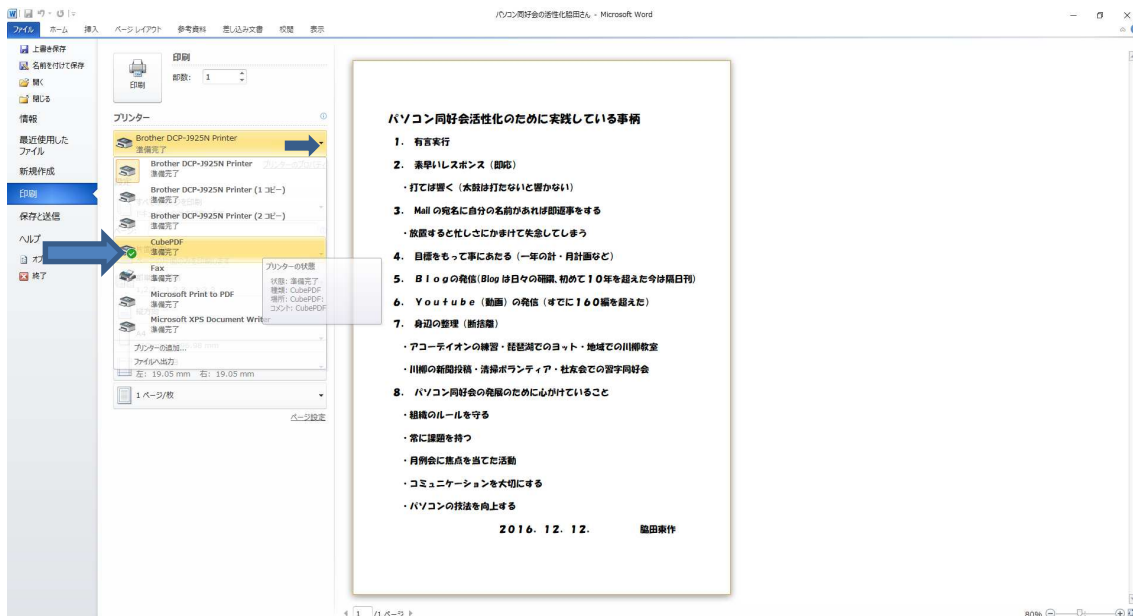 パソコン同好会の活性化脇田さん - Microsoft Word
ファイル ホーム 挿入 ページ レイアウト 参考資料 差し込み文書 校閲 表示
上書き保存
名前を付けて保存
開く
閉じる
情報
最近使用した
ファイル
新規作成
印刷
保存と送信
ヘルプ
終了
印刷
印刷
部数: 1
プリンター
Brother DCP-J925N Printer
準備完了
Brother DCP-J925N Printer
準備完了
Brother DCP-J925N Printer (1 コピー)
準備完了
Brother DCP-J925N Printer (2 コピー)
準備完了
CubePDF
準備完了
Fax
準備完了
Microsoft Print to PDF
準備完了
Microsoft XPS Document Writer
準備完了
プリンターの追加...
ファイルへ出力
プリンターの状態
状態: 準備完了
種類: CubePDF
場所: CubePDF:
コメント: CubePDF
左: 19.05 mm 右: 19.05 mm
1 ページ/枚
ページ設定
パソコン同好会活性化のために実践している事柄
1. 有言実行
2. 素早いレスポンス（即応）
・打てば響く（太鼓は打たないと響かない）
3. Mail の宛名に自分の名前があれば即返事をする
・放置すると忙しさにかまけて失念してしまう
4. 目標をもって事にあたる（一年の計・月計画など）
5. Ｂｌｏｇの発信(Blog は日々の研鑽、初めて１０年を超えた今は隔日刊)
6. Ｙｏｕｔｕｂｅ（動画）の発信（すでに１６０編を超えた）
7. 身辺の整理（断捨離）
・アコーデイオンの練習・琵琶湖でのヨット・地域での川柳教室
・川柳の新聞投稿・清掃ボランティア・社友会での習字同好会
8. パソコン同好会の発展のために心がけていること
・組織のルールを守る
・常に課題を持つ
・月例会に焦点を当てた活動
・コミュニケーションを大切にする
・パソコンの技法を向上する
２０１６．１２．１２． 脇田東作
1 /1 ページ
80%